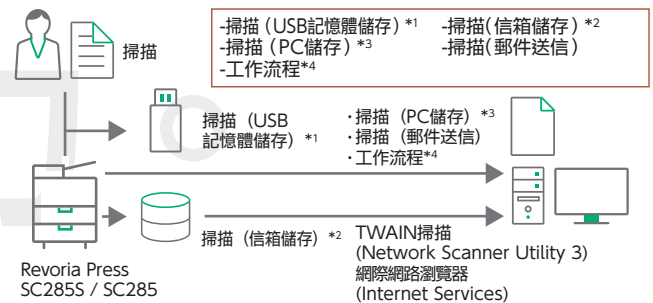 -掃描（USB記憶體儲存）*1 -掃描(信箱儲存）*2
-掃描（PC儲存）*3 -掃描(郵件送信）
-工作流程*4
掃描
掃描（USB
記憶體儲存）*1
·掃描（PC儲存）*3
·掃描（郵件送信)
·工作流程*4
掃描（信箱儲存）*2
TWAIN掃描
(Network Scanner Utility 3)
網際網路瀏覽器
(Internet Services)
Revoria Press
SC285S / SC285